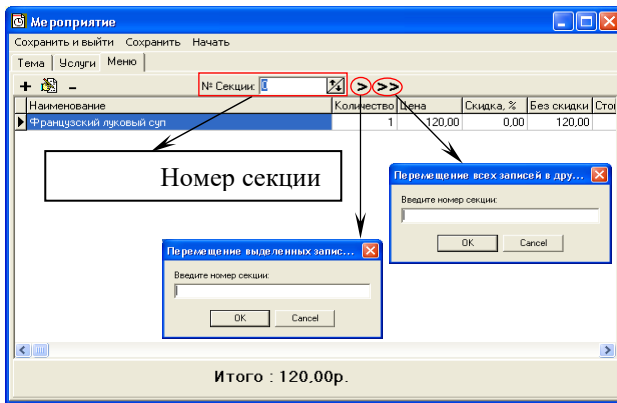 Мероприятие
Сохранить и выйти Сохранить Начать
Тема Услуги Меню
+ - № Секции: 0 > >>
Наименование Количество Цена Скидка, % Без скидки Стои
Французский луковый суп 1 120,00 0,00 120,00
Номер секции
Перемещение всех записей в дру...
Введите номер секции:
OK Cancel
Перемещение выделенных запис...
Введите номер секции:
OK Cancel
Итого : 120,00р.